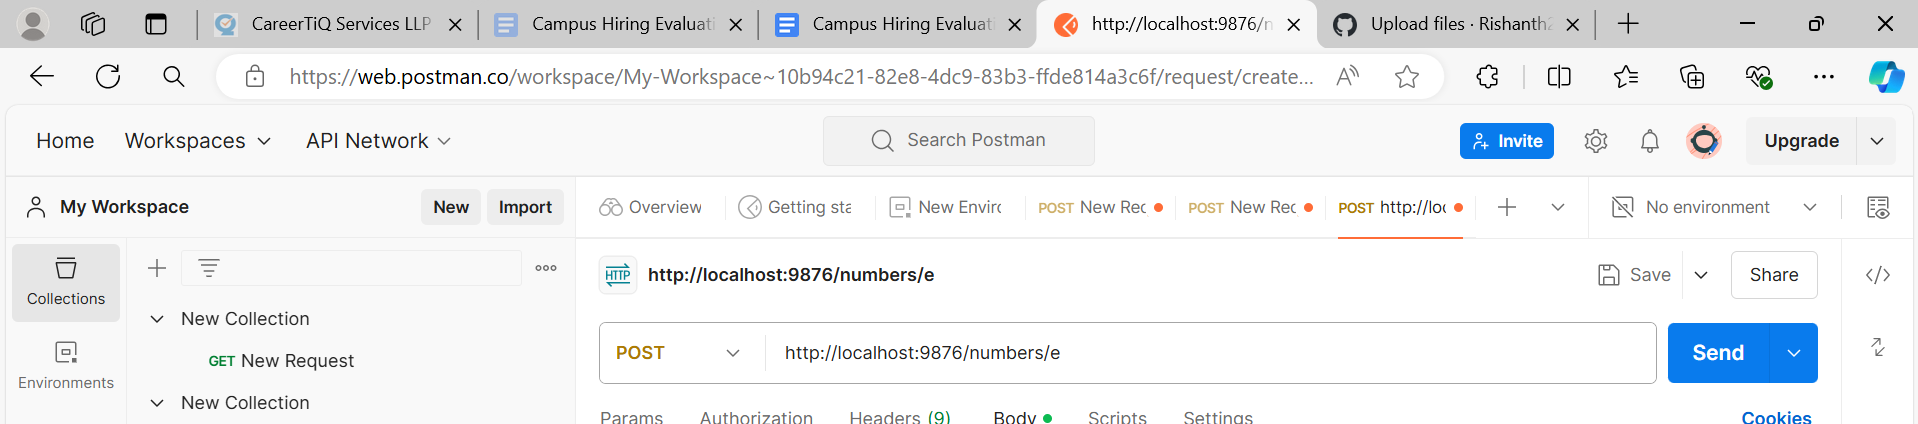 CareerTiQ Services LLP
Campus Hiring Evaluati
Campus Hiring Evaluati
http://localhost:9876/n
Upload files · Rishanth2
https://web.postman.co/workspace/My-Workspace~10b94c21-82e8-4dc9-83b3-ffde814a3c6f/request/create...
Home Workspaces API Network Search Postman Invite Upgrade
My Workspace New Import
Overview Getting sta New Enviro POST New Rec POST New Rec POST http://loc No environment
Collections
Environments
New Collection
GET New Request
New Collection
HTTP http://localhost:9876/numbers/e Save Share
POST http://localhost:9876/numbers/e Send
Params Authorization Headers (9) Body Scripts Settings Cookies